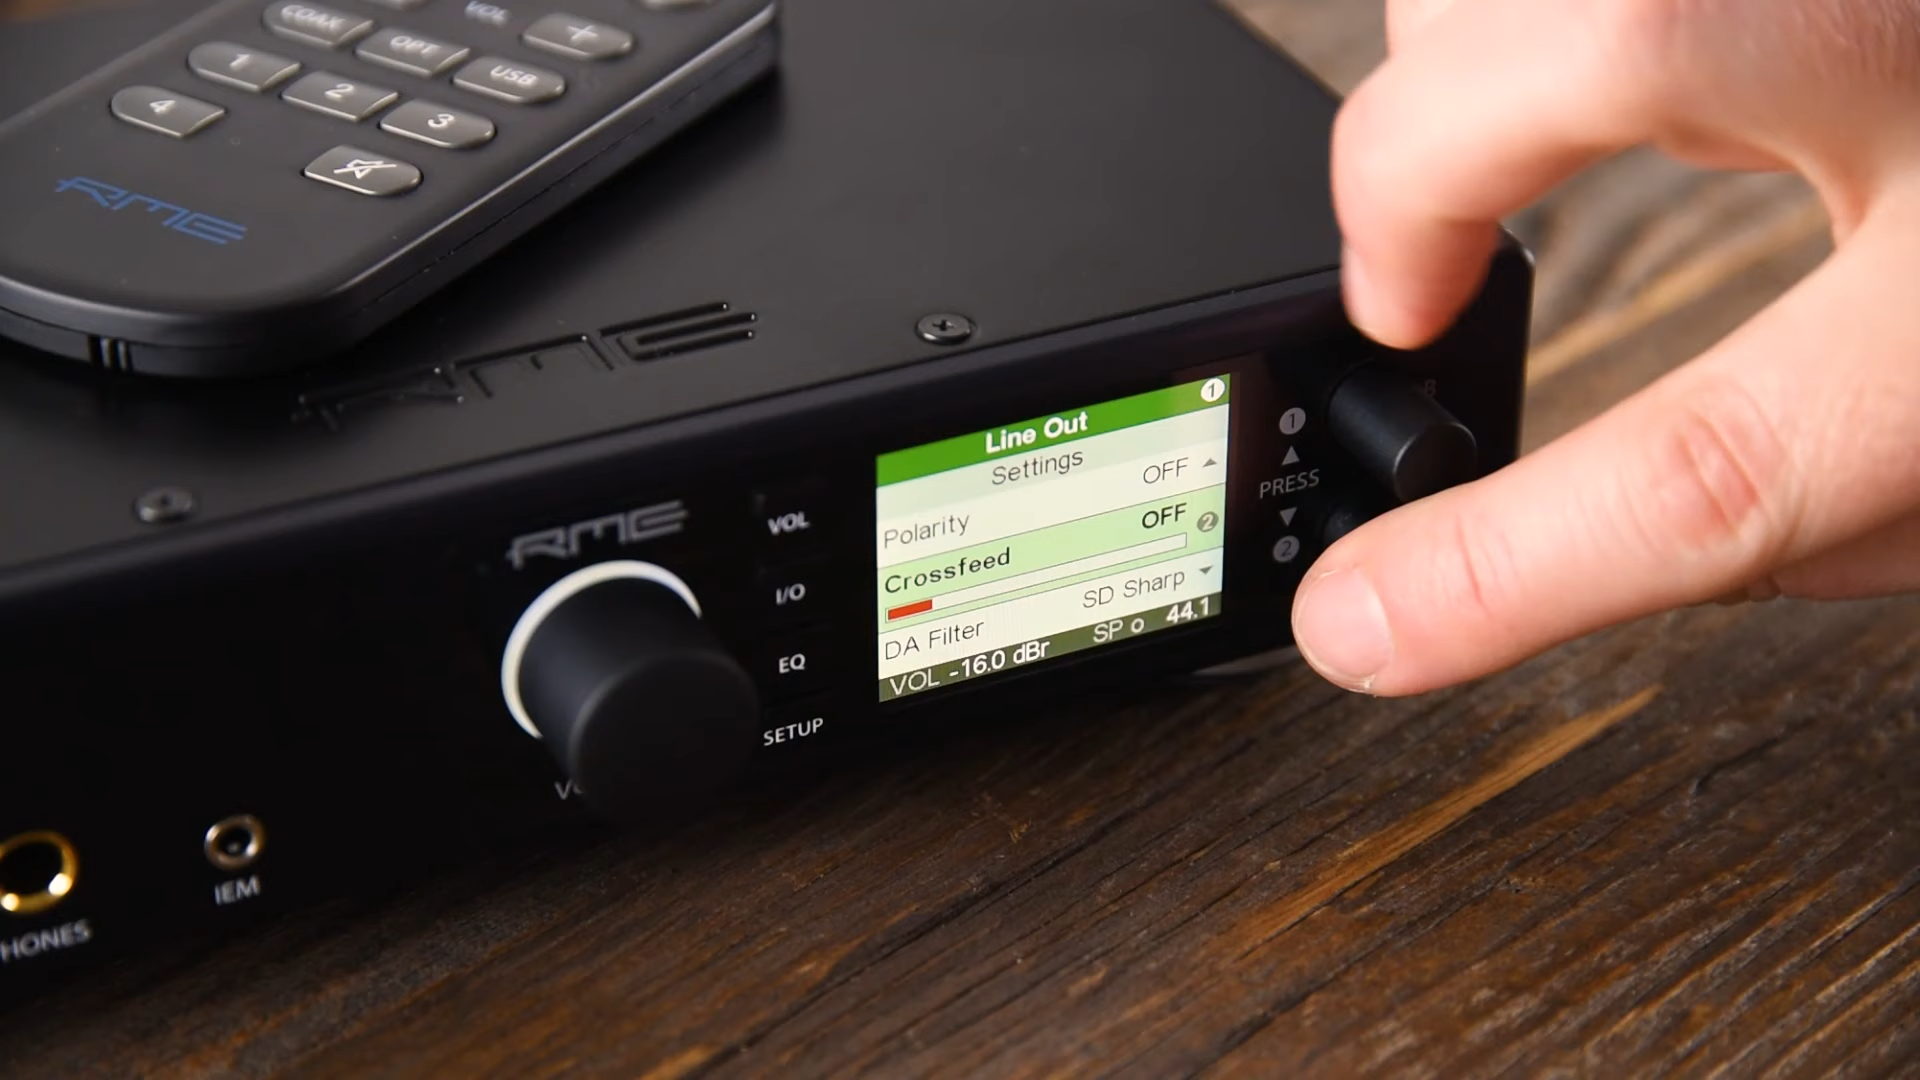 VOL
COAX
OPT
USB
+
1
2
3
4
RME
RME
RME
VOL
I/O
EQ
SETUP
1
Line Out
Settings
OFF
Polarity
OFF
2
Crossfeed
SD Sharp
DA Filter
SP o 44.1
VOL -16.0 dBr
1
PRESS
2
B
IEM
HONES